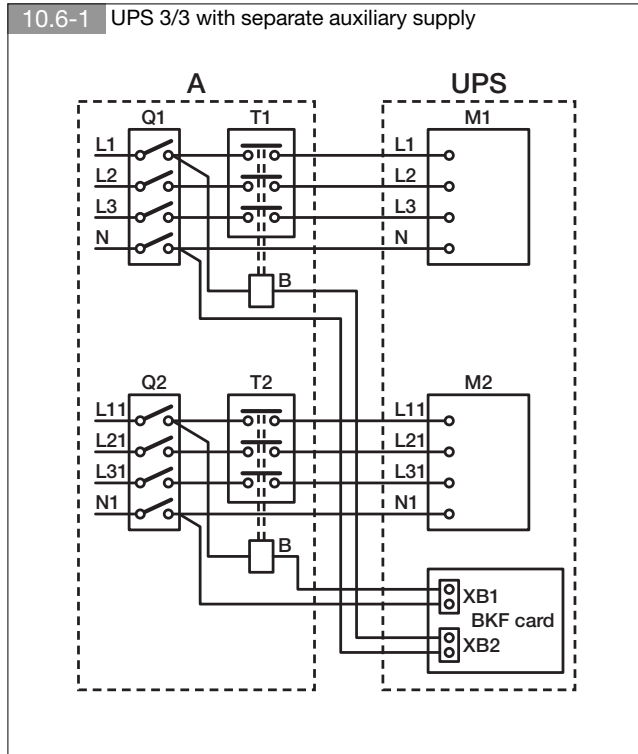 10.6-1 UPS 3/3 with separate auxiliary supply
A UPS
Q1 T1 M1
L1 L1
L2 L2
L3 L3
N N
B
Q2 T2 M2
L11 L11
L21 L21
L31 L31
N1 N1
B
XB1
BKF card
XB2